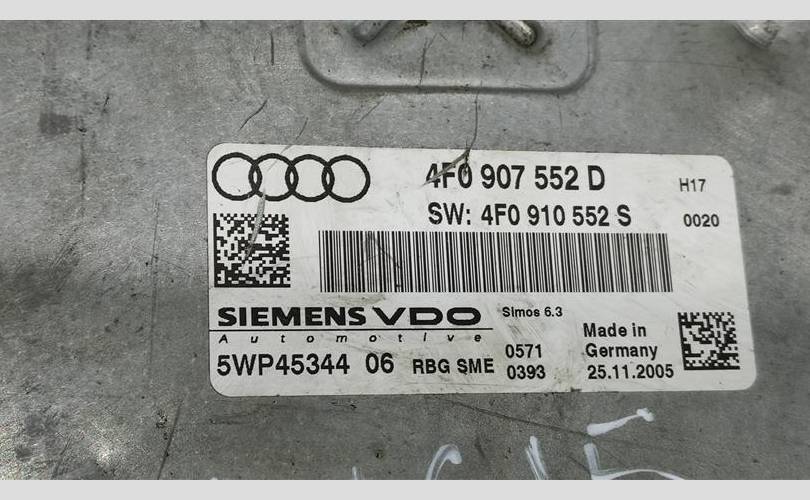 4F0 907 552 D
H17
SW: 4F0 910 552 S
0020
SIEMENS VDO
Simos 6.3
Automotive
5WP45344 06
RBG SME
0571
0393
Made in
Germany
25.11.2005